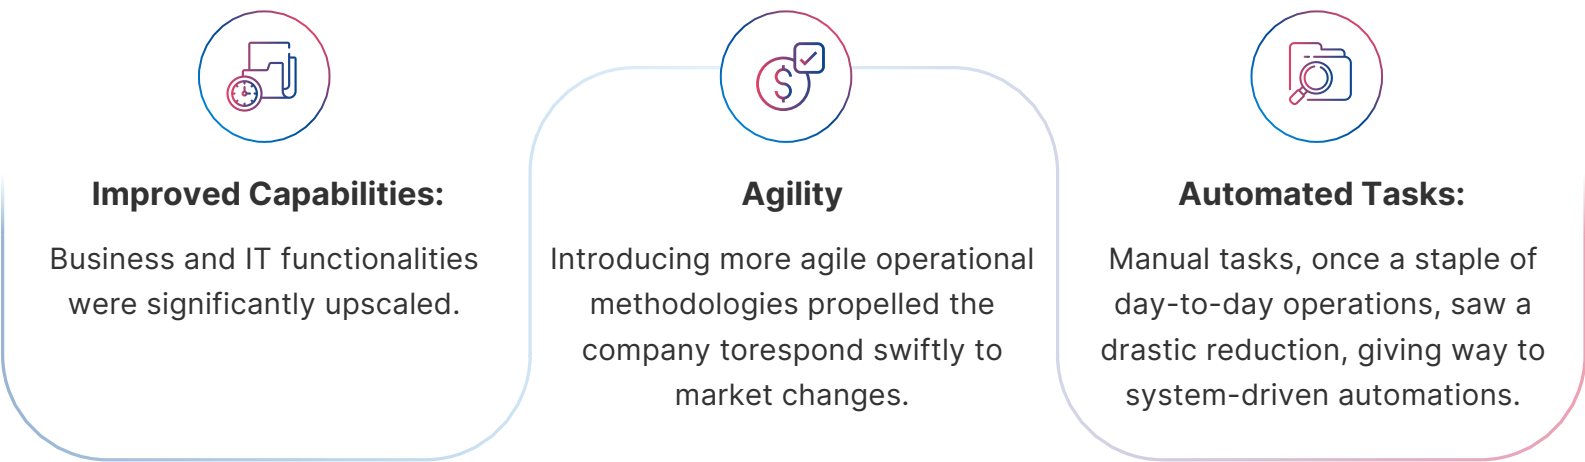 Improved Capabilities:
Business and IT functionalities
were significantly upscaled.
Agility
Introducing more agile operational
methodologies propelled the
company torespond swiftly to
market changes.
Automated Tasks:
Manual tasks, once a staple of
day-to-day operations, saw a
drastic reduction, giving way to
system-driven automations.